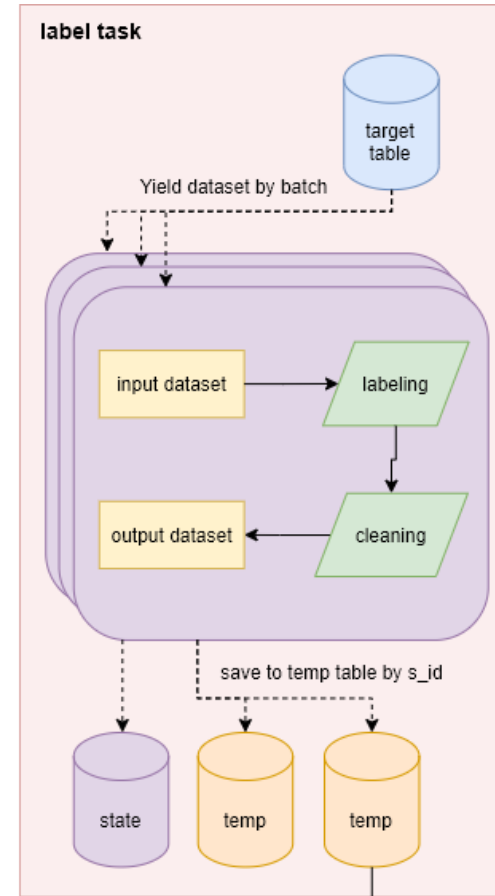 label task
target
table
Yield dataset by batch
input dataset
labeling
output dataset
cleaning
save to temp table by s_id
state
temp
temp